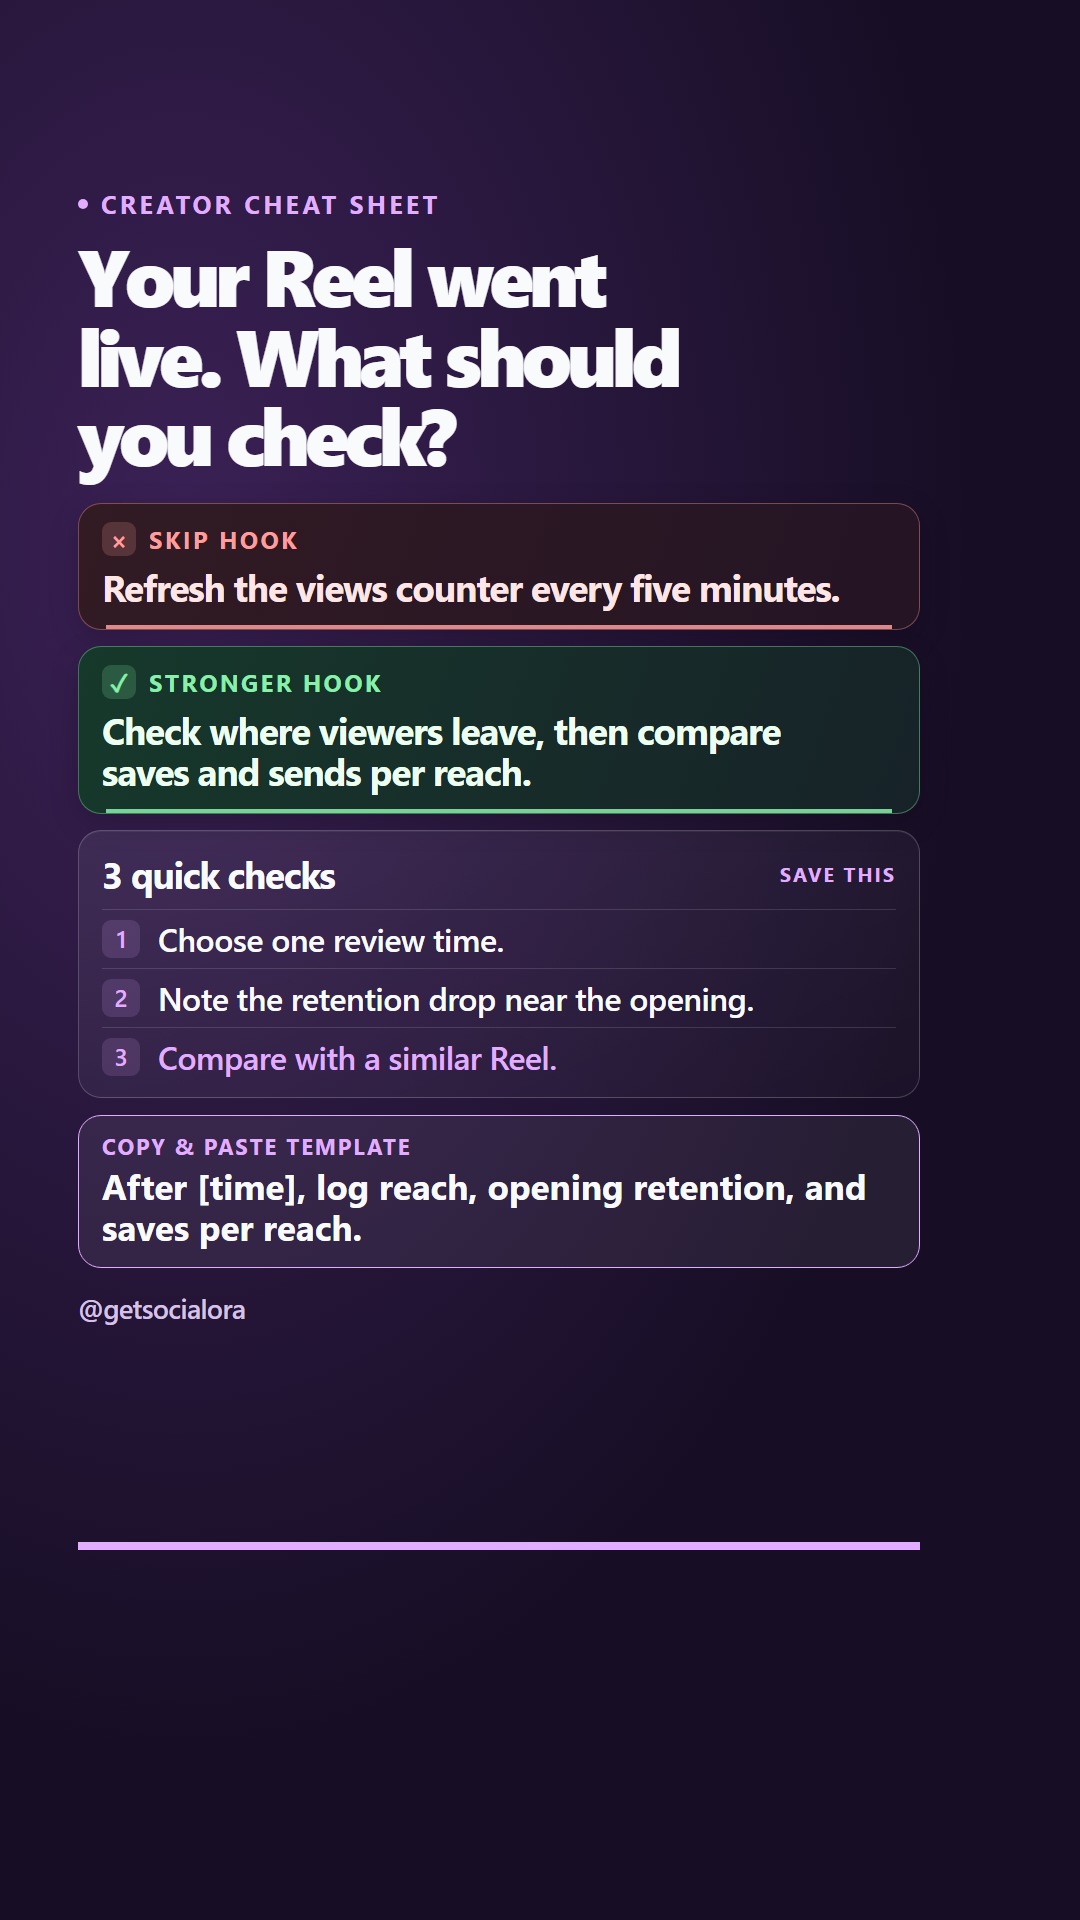 • CREATOR CHEAT SHEET
Your Reel went
live. What should
you check?
× SKIP HOOK
Refresh the views counter every five minutes.
✓ STRONGER HOOK
Check where viewers leave, then compare
saves and sends per reach.
3 quick checks SAVE THIS
1 Choose one review time.
2 Note the retention drop near the opening.
3 Compare with a similar Reel.
COPY & PASTE TEMPLATE
After [time], log reach, opening retention, and
saves per reach.
@getsocialora